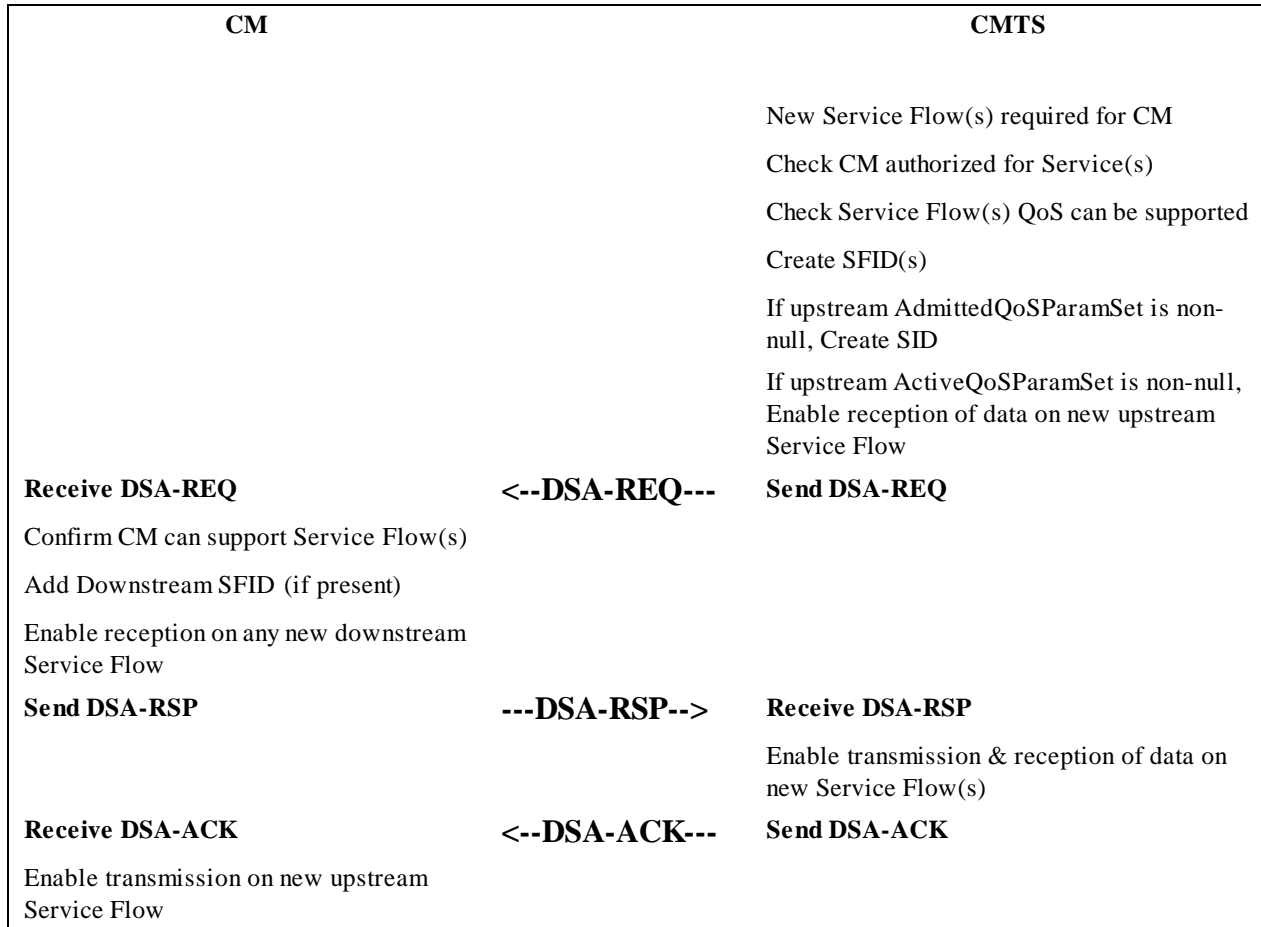 CM CMTS
New Service Flow(s) required for CM
Check CM authorized for Service(s)
Check Service Flow(s) QoS can be supported
Create SFID(s)
If upstream AdmittedQoSParamSet is non-
null, Create SID
If upstream ActiveQoSParamSet is non-null,
Enable reception of data on new upstream
Service Flow
Receive DSA-REQ <--DSA-REQ--- Send DSA-REQ
Confirm CM can support Service Flow(s)
Add Downstream SFID (if present)
Enable reception on any new downstream
Service Flow
Send DSA-RSP ---DSA-RSP--> Receive DSA-RSP
Enable transmission & reception of data on
new Service Flow(s)
Receive DSA-ACK <--DSA-ACK--- Send DSA-ACK
Enable transmission on new upstream
Service Flow